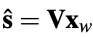 ŝ = Vx_w